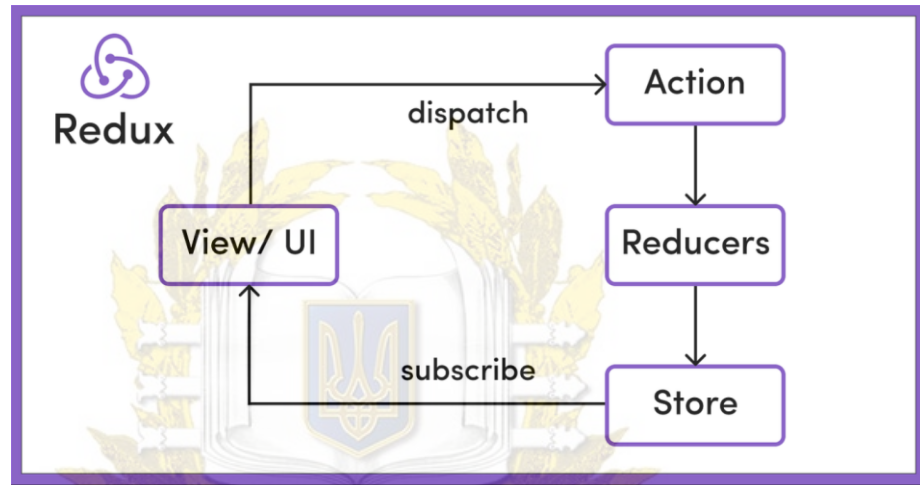 Redux
dispatch
Action
View/ UI
Reducers
subscribe
Store